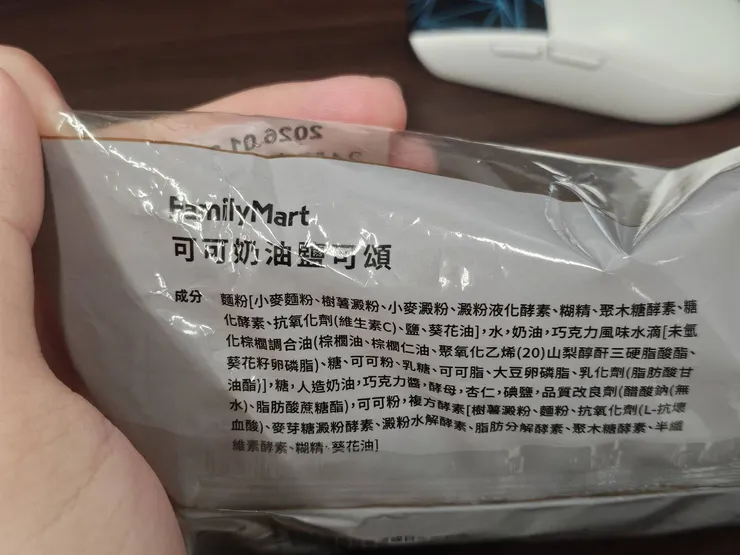 2026.01
FamilyMart
可可奶油鹽可頌
成分 麵粉[小麥麵粉、樹薯澱粉、小麥澱粉、澱粉液化酵素、糊精、聚木糖酵素、糖
化酵素、抗氧化劑(維生素C)、鹽、葵花油],水,奶油,巧克力風味水滴[未氫
化棕櫚調合油(棕櫚油、棕櫚仁油、聚氧化乙烯(20)山梨醇酐三硬脂酸酯、
葵花籽卵磷脂)、糖、可可粉、乳糖、可可脂、大豆卵磷脂、乳化劑(脂肪酸甘
油酯)],糖,人造奶油,巧克力醬,酵母,杏仁,碘鹽,品質改良劑(醋酸鈉(無
水)、脂肪酸蔗糖酯),可可粉,複方酵素[樹薯澱粉、麵粉、抗氧化劑(L-抗壞
血酸)、麥芽糖澱粉酵素、澱粉水解酵素、脂肪分解酵素、聚木糖酵素、半纖
維素酵素、糊精、葵花油]